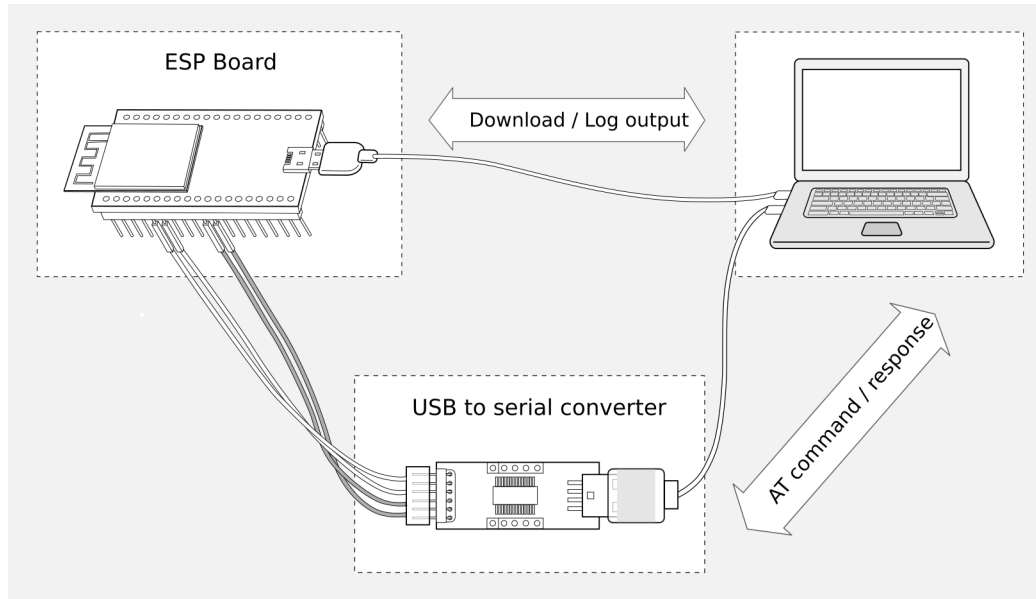 ESP Board
Download / Log output
USB to serial converter
AT command / response